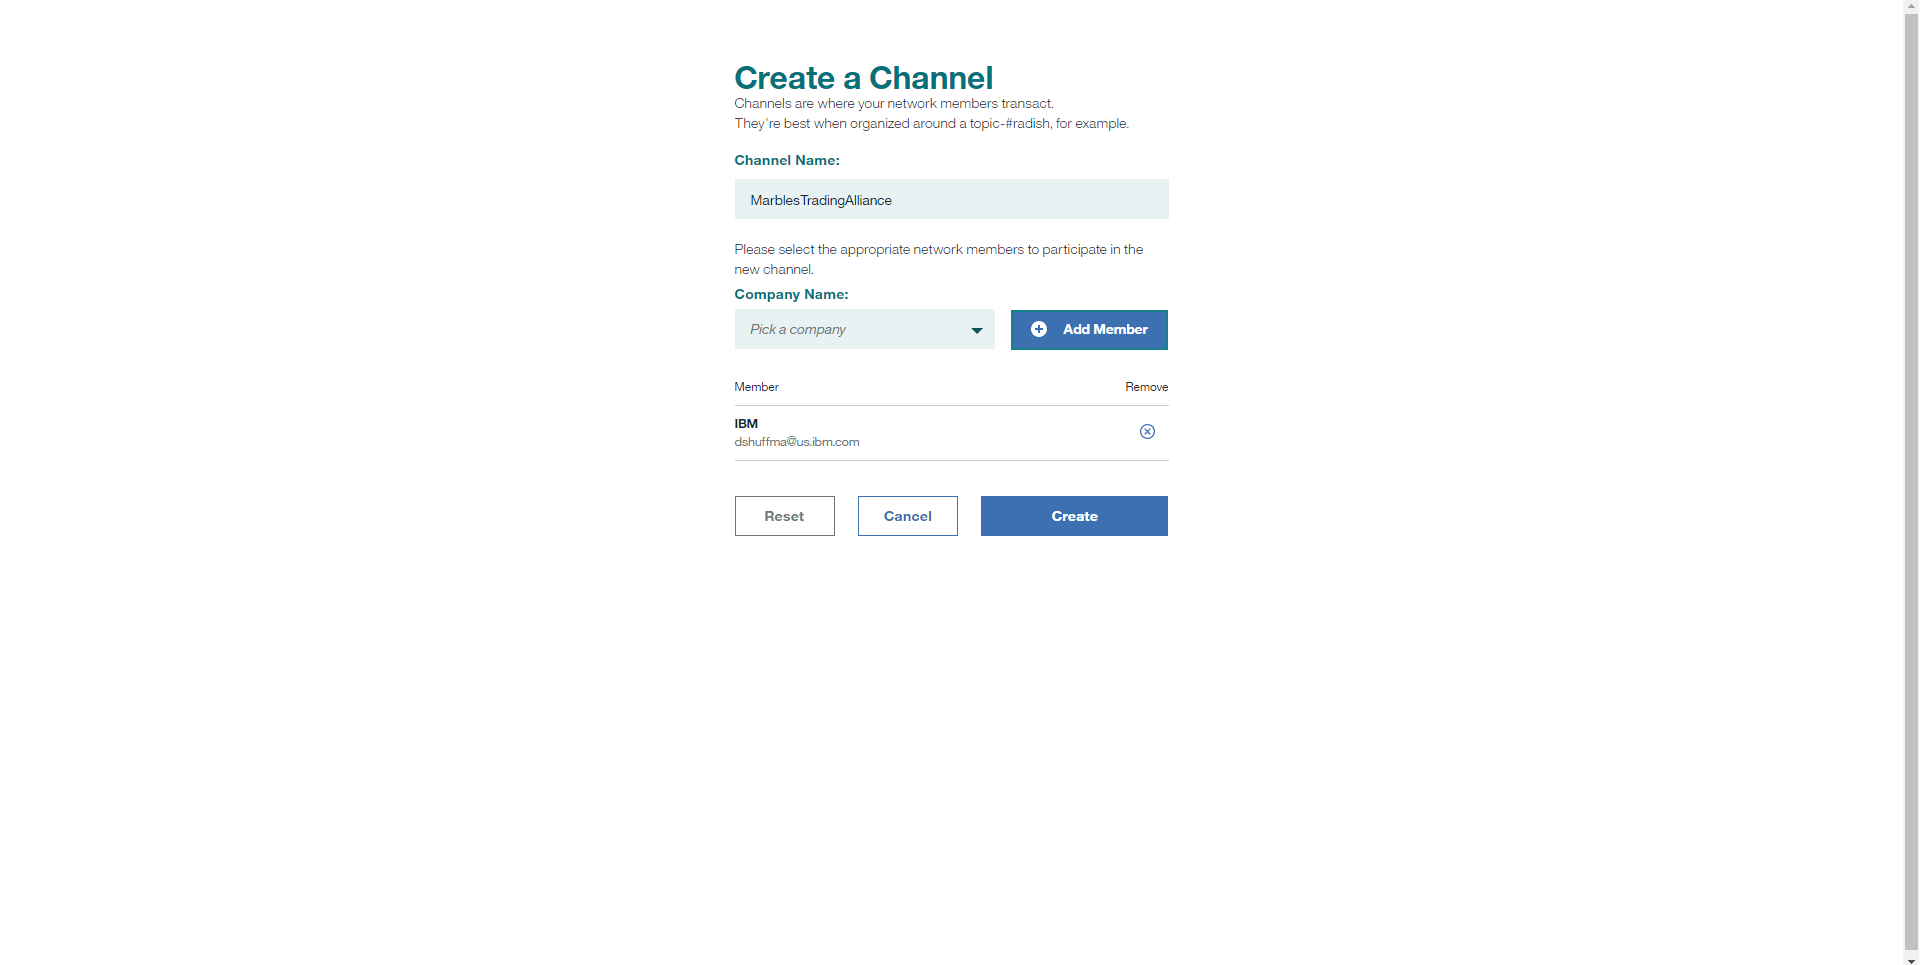 Create a Channel
Channels are where your network members transact.
They're best when organized around a topic-#radish, for example.
Channel Name:
MarblesTradingAlliance
Please select the appropriate network members to participate in the
new channel.
Company Name:
Pick a company
Add Member
Member Remove
IBM
dshuffma@us.ibm.com
Reset Cancel Create